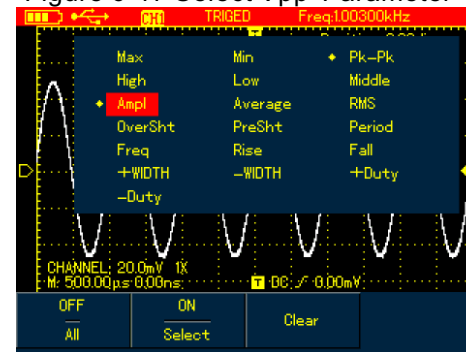 Figure 5-47 Select Vpp Parameter
CH1 TRIGED Freq:1.00300kHz
Max Min ◆ Pk-Pk
High Low Middle
◆ Ampl Average RMS
OverSht PreSht Period
Freq Rise Fall
+WIDTH -WIDTH +Duty
-Duty
CHANNEL: 20.0mV 1X
M: 500.00μs 0.00ns T DC: 0.00mV
OFF ON
All Select Clear